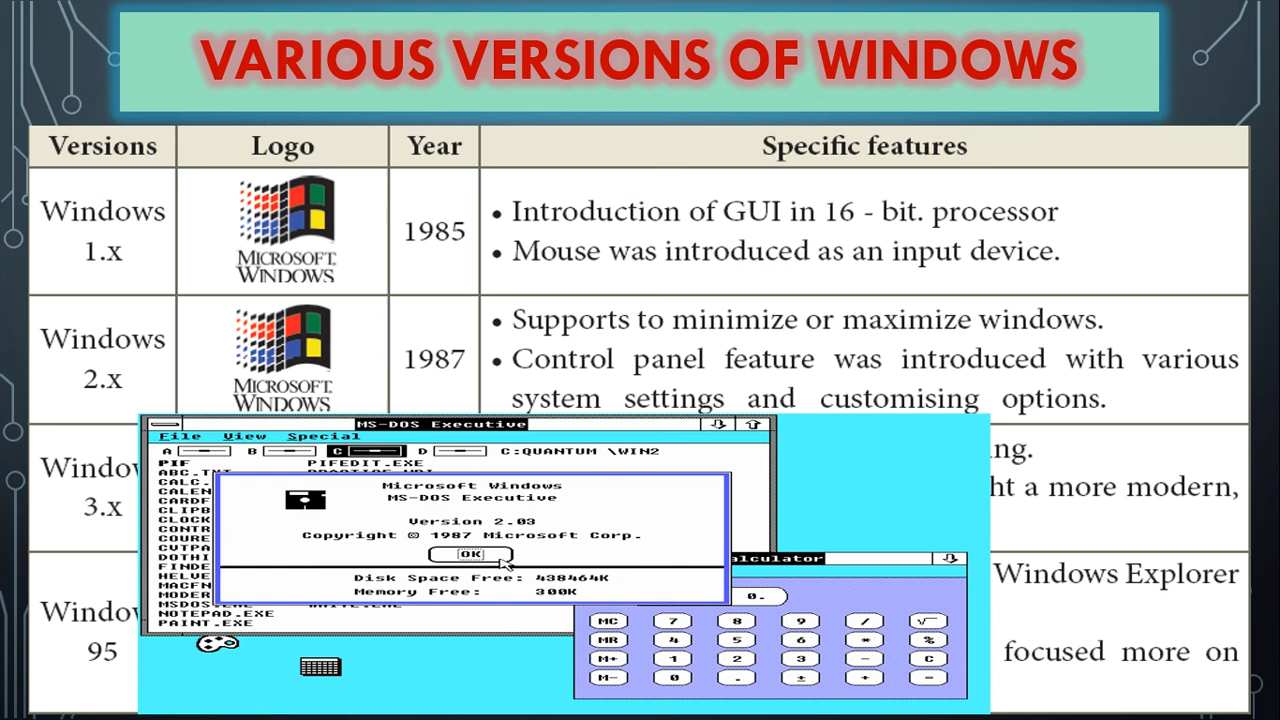 VARIOUS VERSIONS OF WINDOWS
Versions Logo Year Specific features
Windows 1.x
MICROSOFT. WINDOWS
1985
• Introduction of GUI in 16 - bit. processor
• Mouse was introduced as an input device.
Windows 2.x
MICROSOFT. WINDOWS
1987
• Supports to minimize or maximize windows.
• Control panel feature was introduced with various
system settings and customising options.
3.x
a more modern,
95
Windows Explorer
focused more on
MS-DOS Executive
File View Special
A B C D C:QUANTUM \WIN2
PIF PIFEDIT.EXE
Microsoft Windows
MS-DOS Executive
Version 2.03
Copyright © 1987 Microsoft Corp.
OK
Disk Space Free: 438464K
Memory Free: 300K
NOTEPAD.EXE
PAINT.EXE
0.
MC 7 8 9 / √
MR 4 5 6 * %
M+ 1 2 3 - C
M- 0 . ± + =